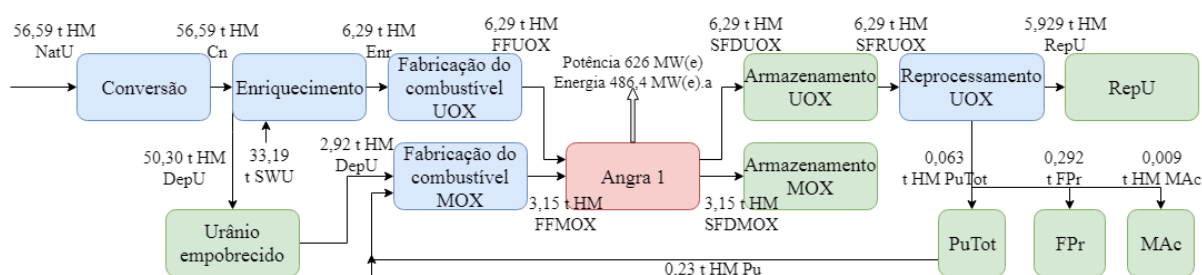 56,59 t HM
NatU
Conversão
56,59 t HM
Cn
Enriquecimento
6,29 t HM
Enr
Fabricação do
combustível
UOX
6,29 t HM
FFUOX
Potência 626 MW(e)
Energia 486,4 MW(e).a
6,29 t HM
SFDUOX
Armazenamento
UOX
6,29 t HM
SFRUOX
Reprocessamento
UOX
5,929 t HM
RepU
RepU
50,30 t HM
DepU
33,19
t SWU
2,92 t HM
DepU
Fabricação do
combustível
MOX
3,15 t HM
FFMOX
Angra 1
Armazenamento
MOX
3,15 t HM
SFDMOX
0,063
t HM PuTot
0,292
t FPr
0,009
t HM MAc
Urânio
empobrecido
PuTot
FPr
MAc
0,23 t HM Pu